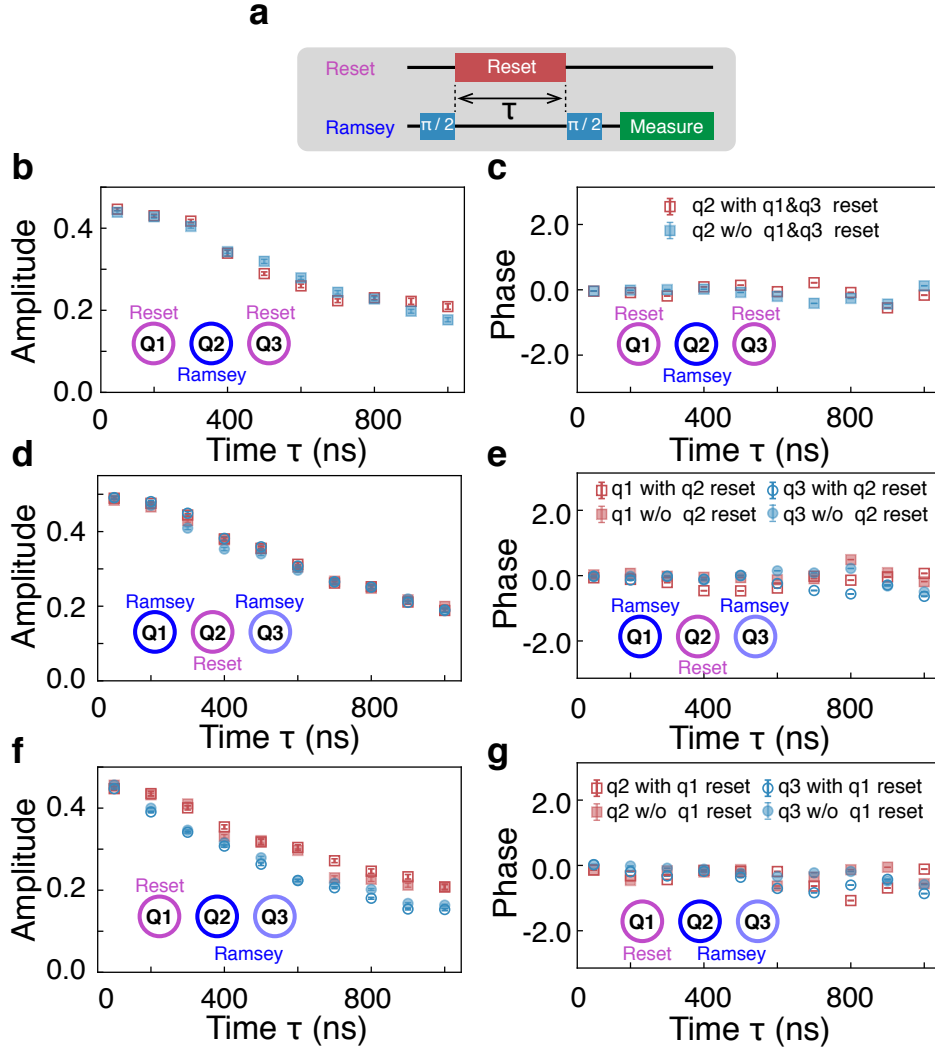 a
Reset
Reset
τ
Ramsey
π / 2
π / 2
Measure
b
Amplitude
0.4
0.2
0.0
Reset
Reset
Q1
Q2
Q3
Ramsey
0
400
800
Time τ (ns)
c
Phase
2.0
0.0
-2.0
q2 with q1&q3 reset
q2 w/o q1&q3 reset
Reset
Reset
Q1
Q2
Q3
Ramsey
0
400
800
Time τ (ns)
d
Amplitude
0.4
0.2
0.0
Ramsey
Ramsey
Q1
Q2
Q3
Reset
0
400
800
Time τ (ns)
e
Phase
2.0
0.0
-2.0
q1 with q2 reset
q3 with q2 reset
q1 w/o q2 reset
q3 w/o q2 reset
Ramsey
Ramsey
Q1
Q2
Q3
Reset
0
400
800
Time τ (ns)
f
Amplitude
0.4
0.2
0.0
Reset
Q1
Q2
Q3
Ramsey
0
400
800
Time τ (ns)
g
Phase
2.0
0.0
-2.0
q2 with q1 reset
q3 with q1 reset
q2 w/o q1 reset
q3 w/o q1 reset
Q1
Q2
Q3
Reset
Ramsey
0
400
800
Time τ (ns)